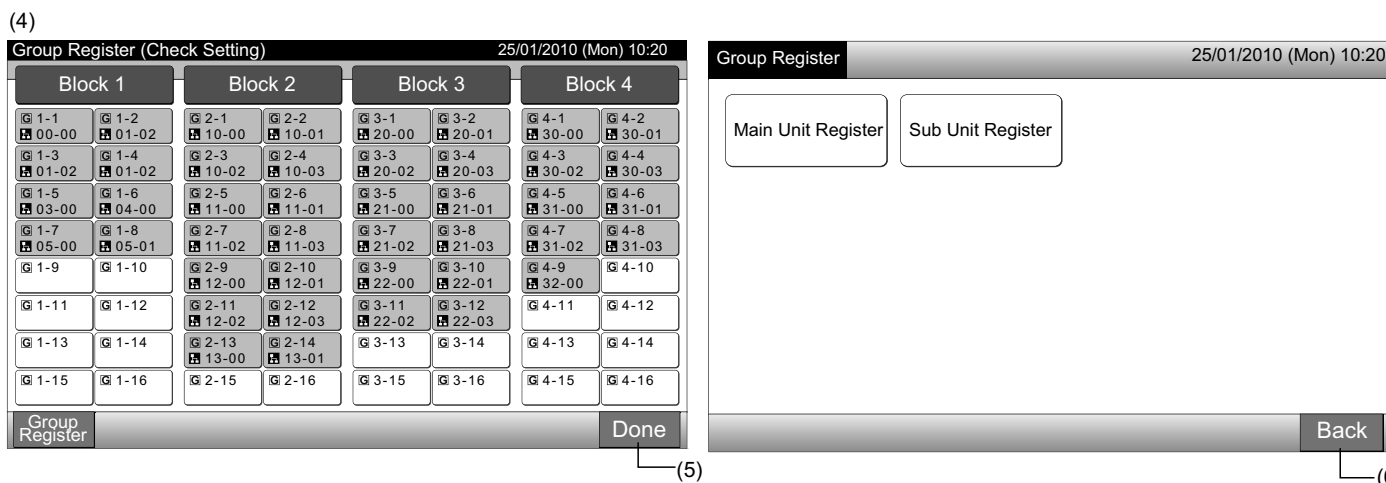 (4)
Group Register (Check Setting) 25/01/2010 (Mon) 10:20
Block 1 Block 2 Block 3 Block 4
G 1-1 G 1-2 G 2-1 G 2-2 G 3-1 G 3-2 G 4-1 G 4-2
00-00 01-02 10-00 10-01 20-00 20-01 30-00 30-01
G 1-3 G 1-4 G 2-3 G 2-4 G 3-3 G 3-4 G 4-3 G 4-4
01-02 01-02 10-02 10-03 20-02 20-03 30-02 30-03
G 1-5 G 1-6 G 2-5 G 2-6 G 3-5 G 3-6 G 4-5 G 4-6
03-00 04-00 11-00 11-01 21-00 21-01 31-00 31-01
G 1-7 G 1-8 G 2-7 G 2-8 G 3-7 G 3-8 G 4-7 G 4-8
05-00 05-01 11-02 11-03 21-02 21-03 31-02 31-03
G 1-9 G 1-10 G 2-9 G 2-10 G 3-9 G 3-10 G 4-9 G 4-10
12-00 12-01 22-00 22-01 32-00
G 1-11 G 1-12 G 2-11 G 2-12 G 3-11 G 3-12 G 4-11 G 4-12
12-02 12-03 22-02 22-03
G 1-13 G 1-14 G 2-13 G 2-14 G 3-13 G 3-14 G 4-13 G 4-14
13-00 13-01
G 1-15 G 1-16 G 2-15 G 2-16 G 3-15 G 3-16 G 4-15 G 4-16
Group
Register
Done
(5)
Group Register 25/01/2010 (Mon) 10:20
Main Unit Register Sub Unit Register
Back